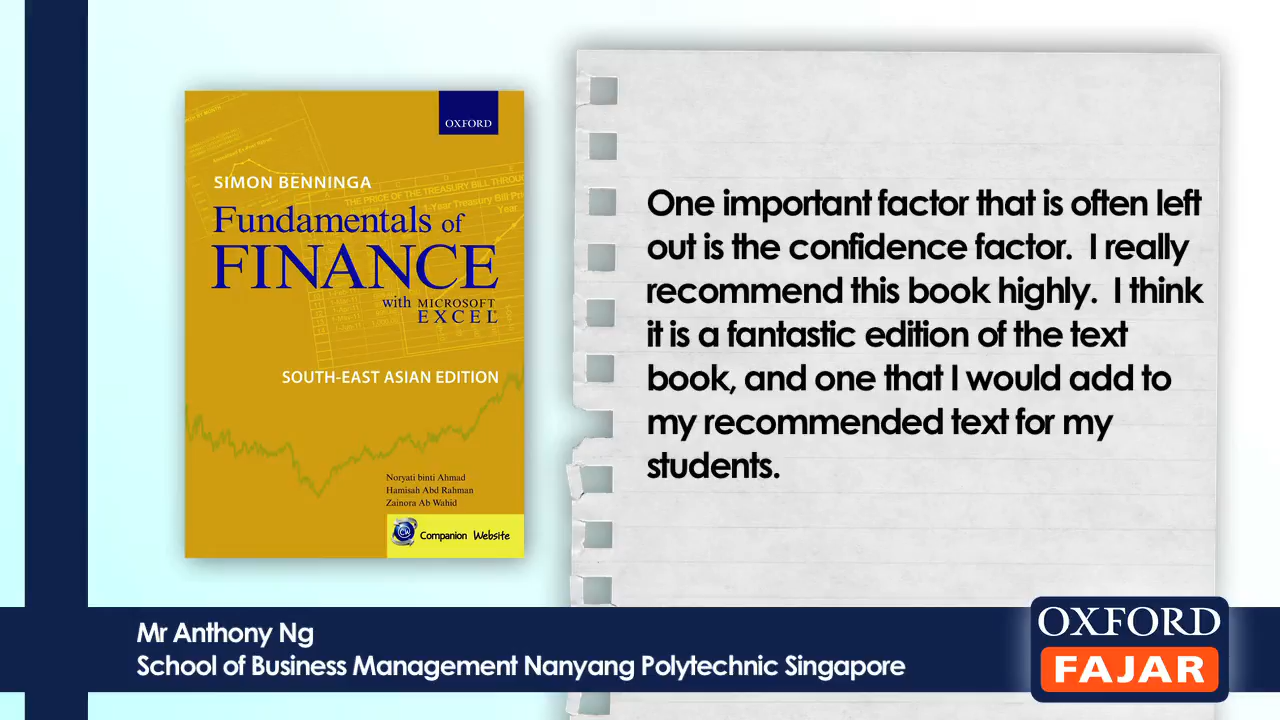 OXFORD
SIMON BENNINGA
Fundamentals of
FINANCE
with MICROSOFT
EXCEL
SOUTH-EAST ASIAN EDITION
Noryati binti Ahmad
Hamisah Abd Rahman
Zainora Ab Wahid
CW
Companion Website
One important factor that is often left
out is the confidence factor. I really
recommend this book highly. I think
it is a fantastic edition of the text
book, and one that I would add to
my recommended text for my
students.
Mr Anthony Ng
School of Business Management Nanyang Polytechnic Singapore
OXFORD
FAJAR